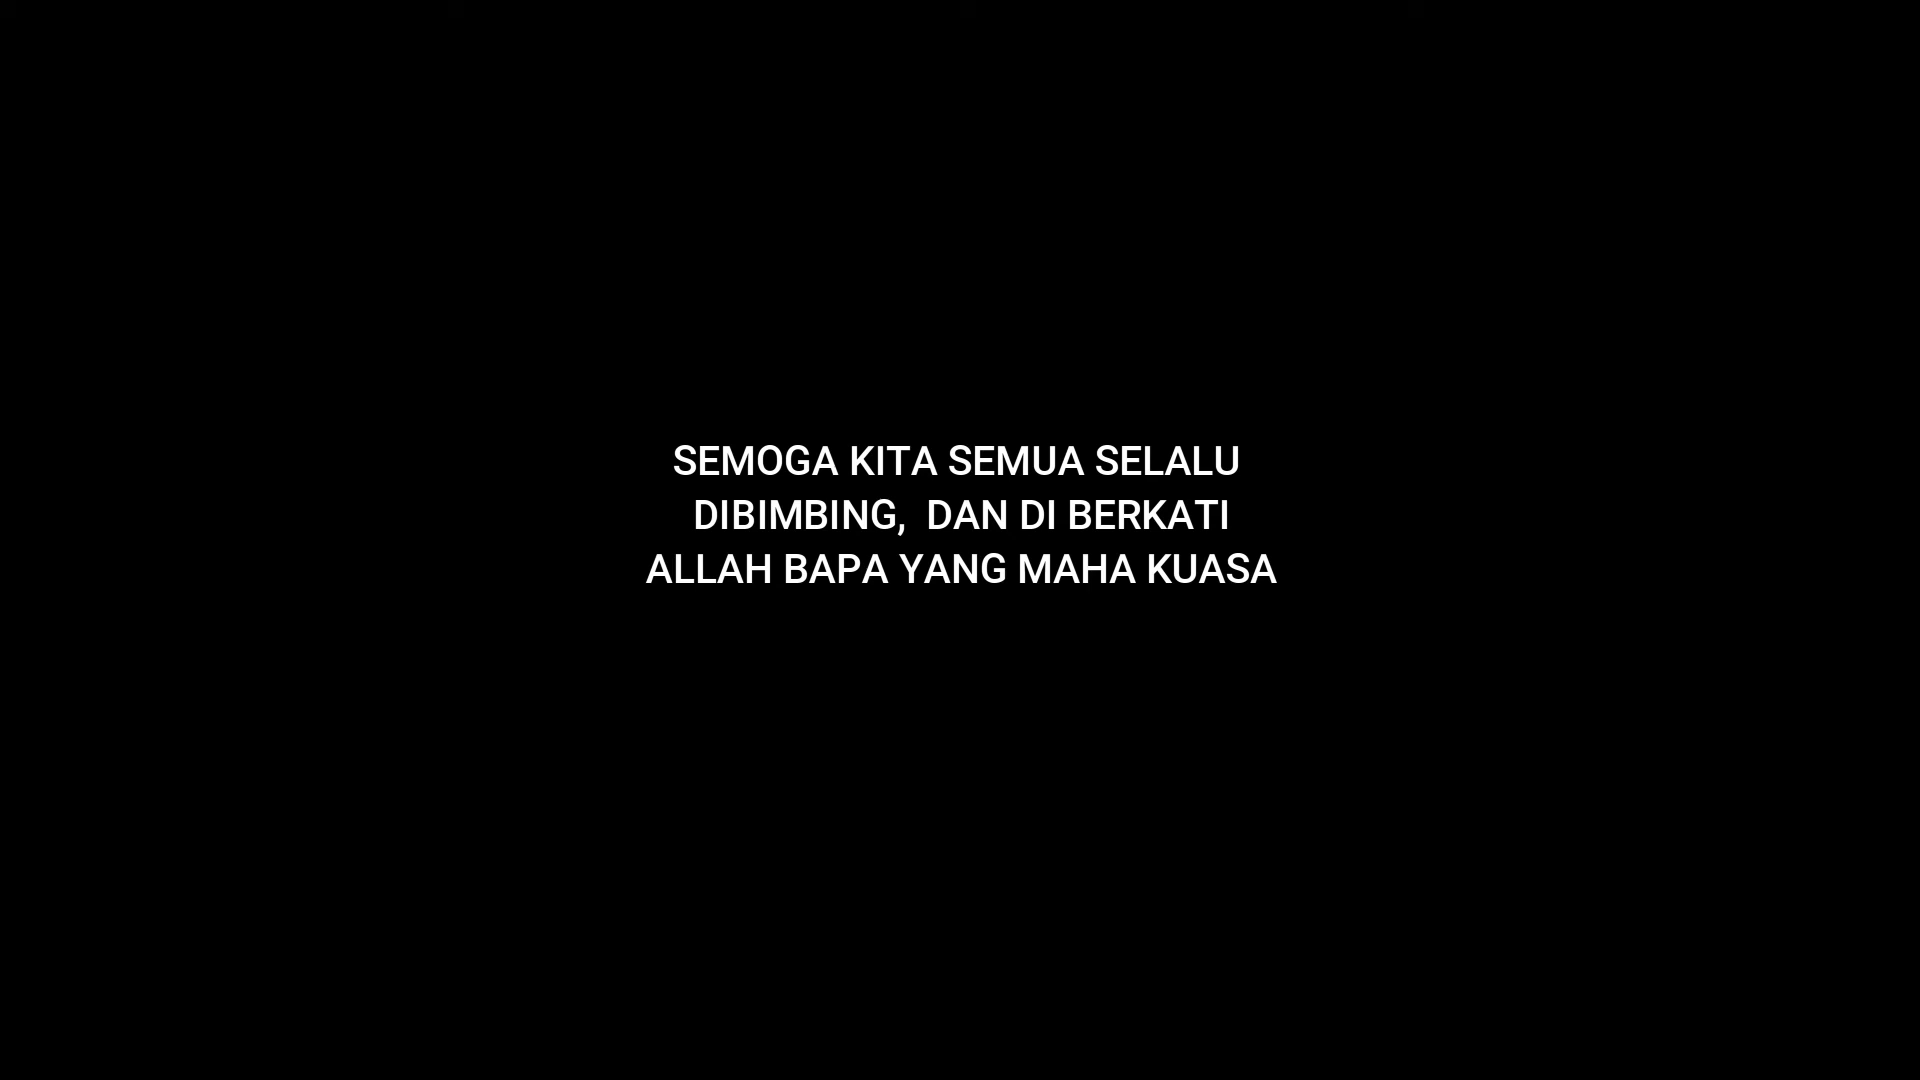 SEMOGA KITA SEMUA SELALU
DIBIMBING,  DAN DI BERKATI
ALLAH BAPA YANG MAHA KUASA